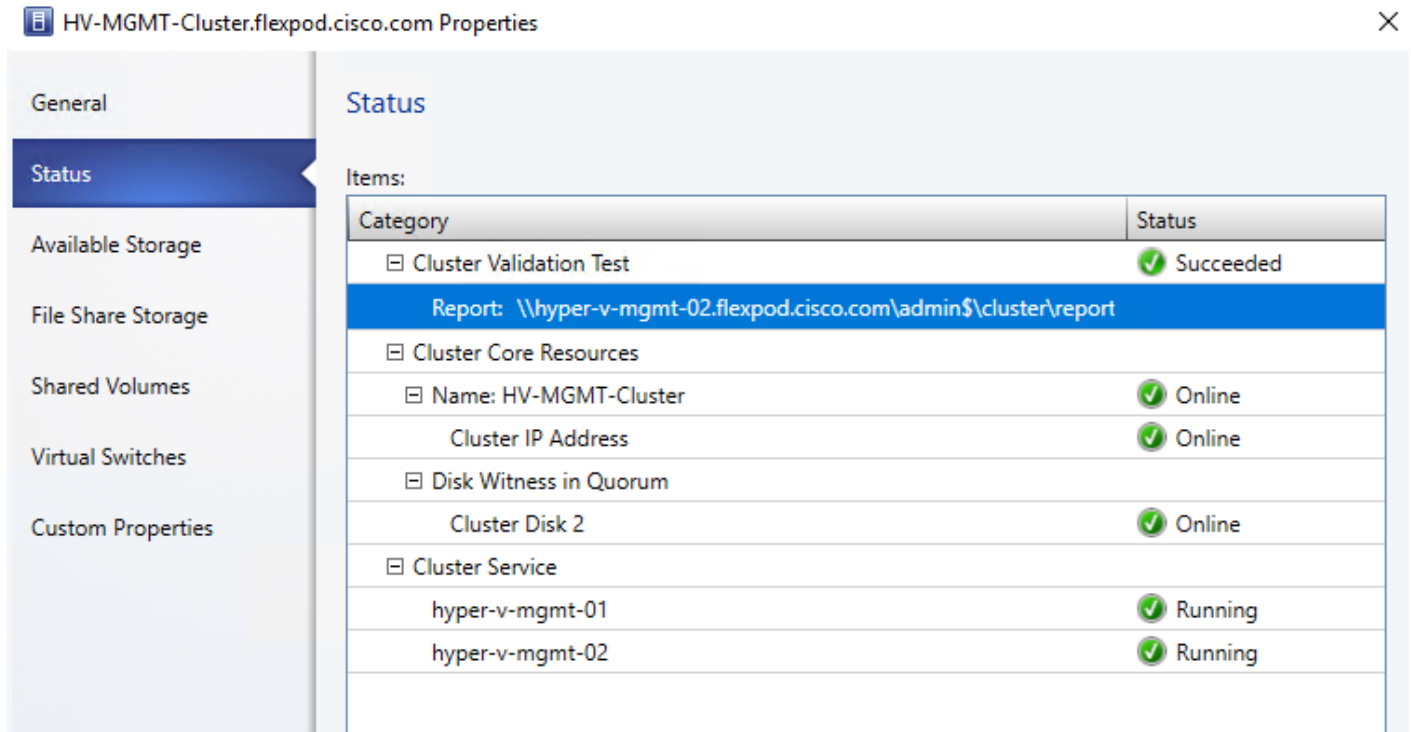 HV-MGMT-Cluster.flexpod.cisco.com Properties
General
Status
Available Storage
File Share Storage
Shared Volumes
Virtual Switches
Custom Properties
Status
Items:
Category Status
Cluster Validation Test Succeeded
Report: \\hyper-v-mgmt-02.flexpod.cisco.com\admin$\cluster\report
Cluster Core Resources
Name: HV-MGMT-Cluster Online
Cluster IP Address Online
Disk Witness in Quorum
Cluster Disk 2 Online
Cluster Service
hyper-v-mgmt-01 Running
hyper-v-mgmt-02 Running